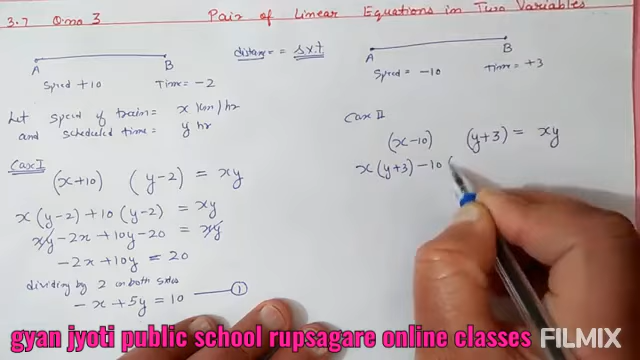 3.7 Q.no 3 Pair of Linear Equations in Two Variables
A B
Speed +10 Time = -2
distance = s x t
A B
Speed = -10 Time = +3
Let speed of train = x km/hr
and scheduled time = y hr
Case I
(x+10) (y-2) = xy
x(y-2)+10(y-2) = xy
xy-2x+10y-20 = xy
-2x+10y = 20
dividing by 2 on both sides
-x+5y = 10 ①
Case II
(x-10) (y+3) = xy
x(y+3)-10(
gyan jyoti public school rupsagare online classes
FILMIX